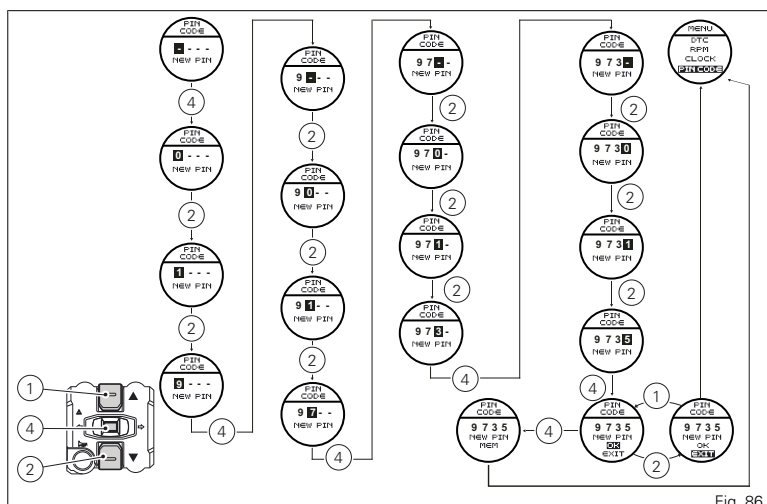 PIN
CODE
- - - -
NEW PIN
4
PIN
CODE
0 - - -
NEW PIN
2
PIN
CODE
1 - - -
NEW PIN
2
PIN
CODE
9 - - -
NEW PIN
4
PIN
CODE
9 - - -
NEW PIN
2
PIN
CODE
9 0 - -
NEW PIN
2
PIN
CODE
9 1 - -
NEW PIN
2
PIN
CODE
9 7 - -
NEW PIN
4
PIN
CODE
9 7 - -
NEW PIN
2
PIN
CODE
9 7 0 -
NEW PIN
2
PIN
CODE
9 7 1 -
NEW PIN
2
PIN
CODE
9 7 3 -
NEW PIN
4
PIN
CODE
9 7 3 -
NEW PIN
2
PIN
CODE
9 7 3 0
NEW PIN
2
PIN
CODE
9 7 3 1
NEW PIN
2
PIN
CODE
9 7 3 5
NEW PIN
4
PIN
CODE
9 7 3 5
NEW PIN
OK
EXIT
1
2
PIN
CODE
9 7 3 5
NEW PIN
OK
EXIT
4
PIN
CODE
9 7 3 5
NEW PIN
MEM
MENU
DTC
RPM
CLOCK
PIN CODE
1
4
2
Fig. 86